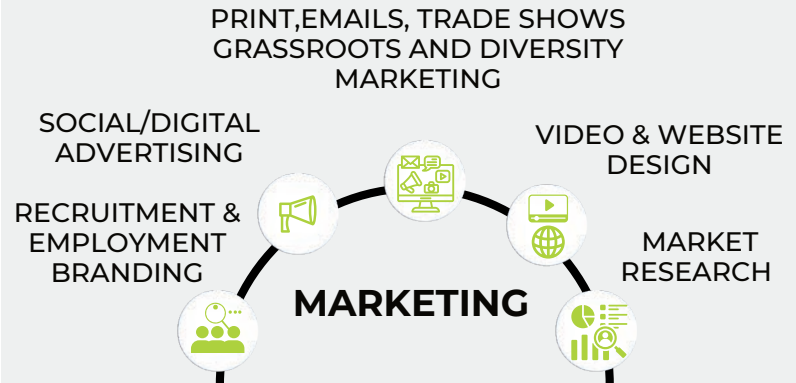 PRINT,EMAILS, TRADE SHOWS
GRASSROOTS AND DIVERSITY
MARKETING
SOCIAL/DIGITAL
ADVERTISING
VIDEO & WEBSITE
DESIGN
RECRUITMENT &
EMPLOYMENT
BRANDING
MARKET
RESEARCH
MARKETING